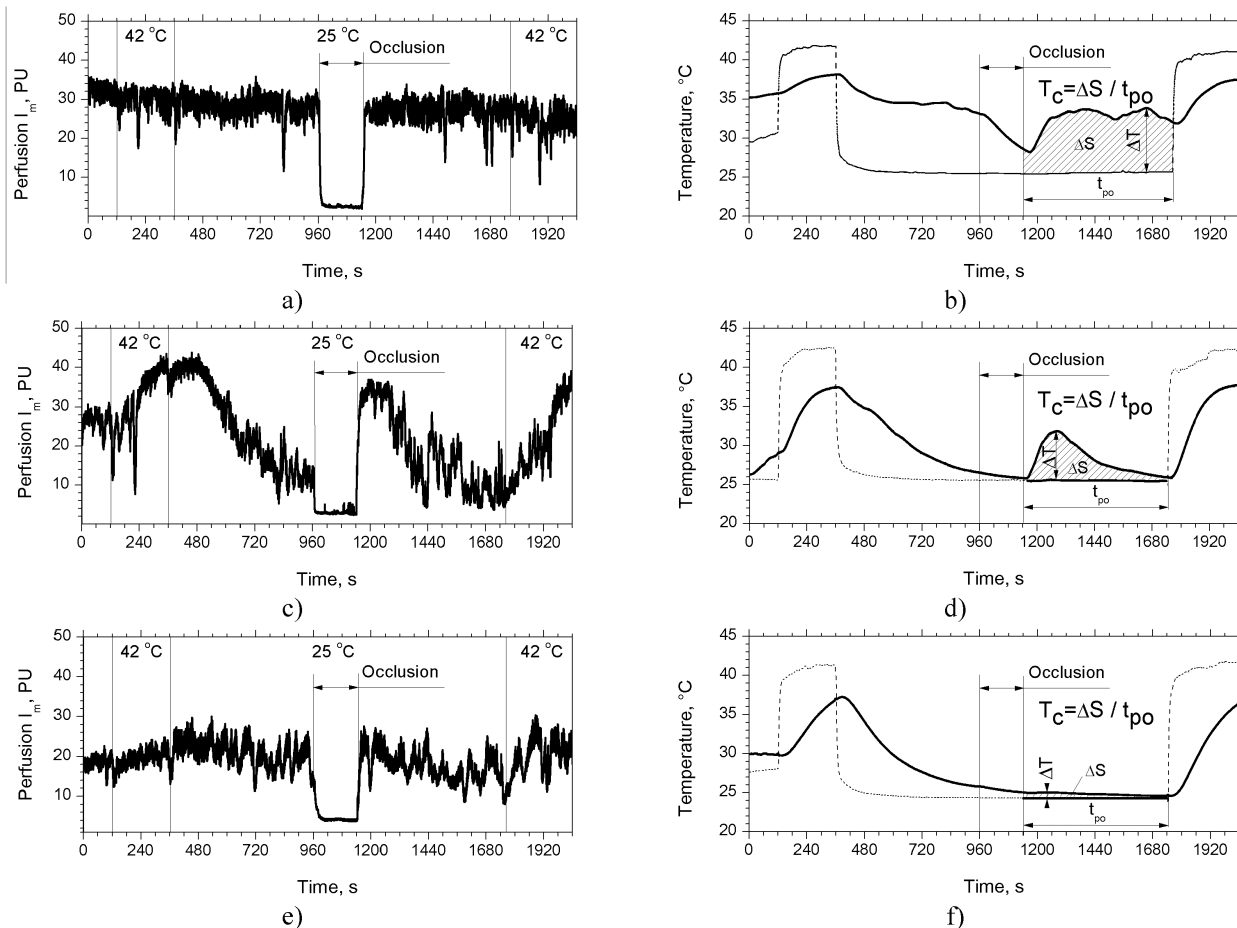 42 °C 25 °C 42 °C
Occlusion
50
40
30
20
10
Perfusion I_m, PU
0 240 480 720 960 1200 1440 1680 1920
Time, s
a)
45
40
35
30
25
20
Temperature, °C
Occlusion
T_c=ΔS / t_po
ΔS
ΔT
t_po
0 240 480 720 960 1200 1440 1680 1920
Time, s
b)
42 °C 25 °C 42 °C
Occlusion
50
40
30
20
10
Perfusion I_m, PU
0 240 480 720 960 1200 1440 1680 1920
Time, s
c)
45
40
35
30
25
20
Temperature, °C
Occlusion
T_c=ΔS / t_po
ΔT
ΔS
t_po
0 240 480 720 960 1200 1440 1680 1920
Time, s
d)
42 °C 25 °C 42 °C
Occlusion
50
40
30
20
10
Perfusion I_m, PU
0 240 480 720 960 1200 1440 1680 1920
Time, s
e)
45
40
35
30
25
20
Temperature, °C
Occlusion
T_c=ΔS / t_po
ΔT
ΔS
t_po
0 240 480 720 960 1200 1440 1680 1920
Time, s
f)